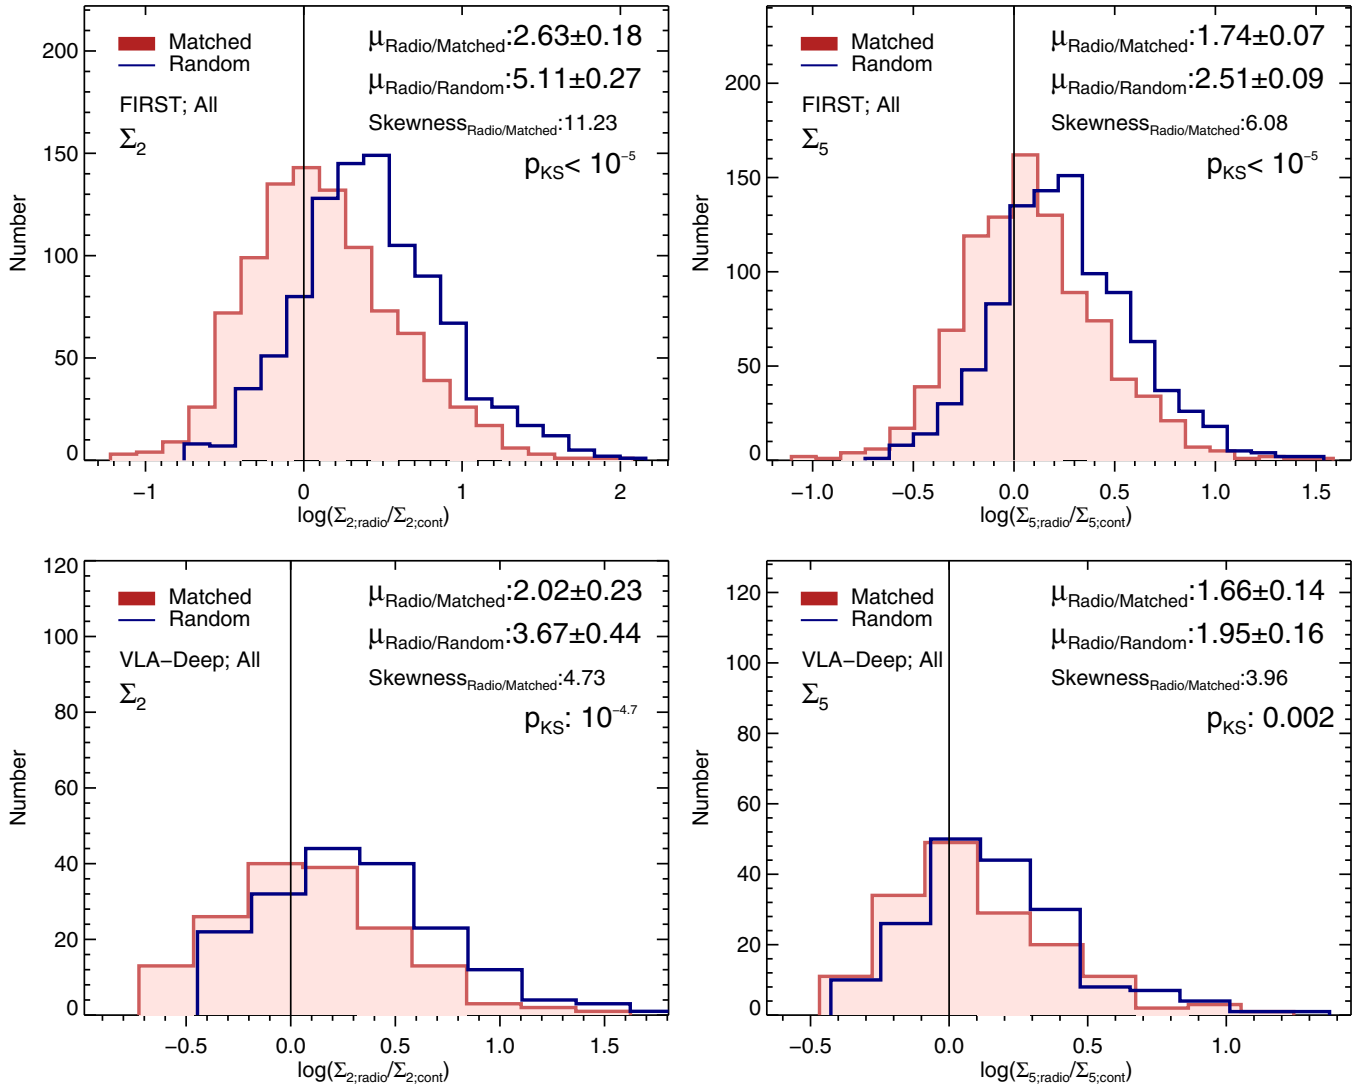 Matched
Random
FIRST; All
Σ2
μRadio/Matched:2.63±0.18
μRadio/Random:5.11±0.27
SkewnessRadio/Matched:11.23
pKS< 10−5
200
150
100
50
0
Number
−1 0 1 2
log(Σ2;radio/Σ2;cont)
Matched
Random
FIRST; All
Σ5
μRadio/Matched:1.74±0.07
μRadio/Random:2.51±0.09
SkewnessRadio/Matched:6.08
pKS< 10−5
200
150
100
50
0
Number
−1.0 −0.5 0.0 0.5 1.0 1.5
log(Σ5;radio/Σ5;cont)
Matched
Random
VLA−Deep; All
Σ2
μRadio/Matched:2.02±0.23
μRadio/Random:3.67±0.44
SkewnessRadio/Matched:4.73
pKS: 10−4.7
120
100
80
60
40
20
0
Number
−0.5 0.0 0.5 1.0 1.5
log(Σ2;radio/Σ2;cont)
Matched
Random
VLA−Deep; All
Σ5
μRadio/Matched:1.66±0.14
μRadio/Random:1.95±0.16
SkewnessRadio/Matched:3.96
pKS: 0.002
120
100
80
60
40
20
0
Number
−0.5 0.0 0.5 1.0
log(Σ5;radio/Σ5;cont)